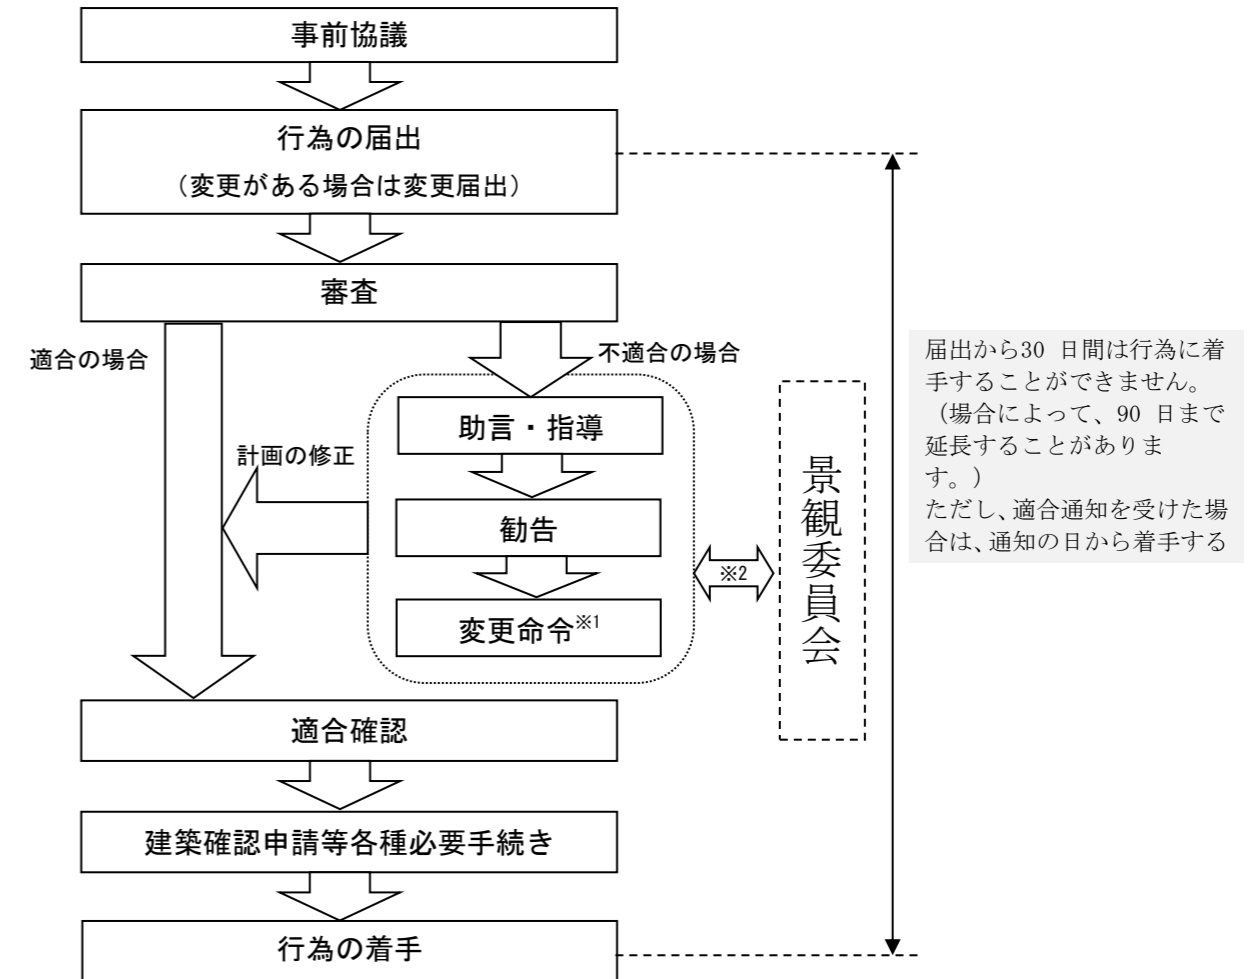 事前協議
行為の届出
（変更がある場合は変更届出）
審査
適合の場合
不適合の場合
助言・指導
計画の修正
勧告
変更命令※1
※2
景観委員会
届出から30 日間は行為に着
手することができません。
（場合によって、90 日まで
延長することがありま
す。）
ただし、適合通知を受けた場
合は、通知の日から着手する
適合確認
建築確認申請等各種必要手続き
行為の着手